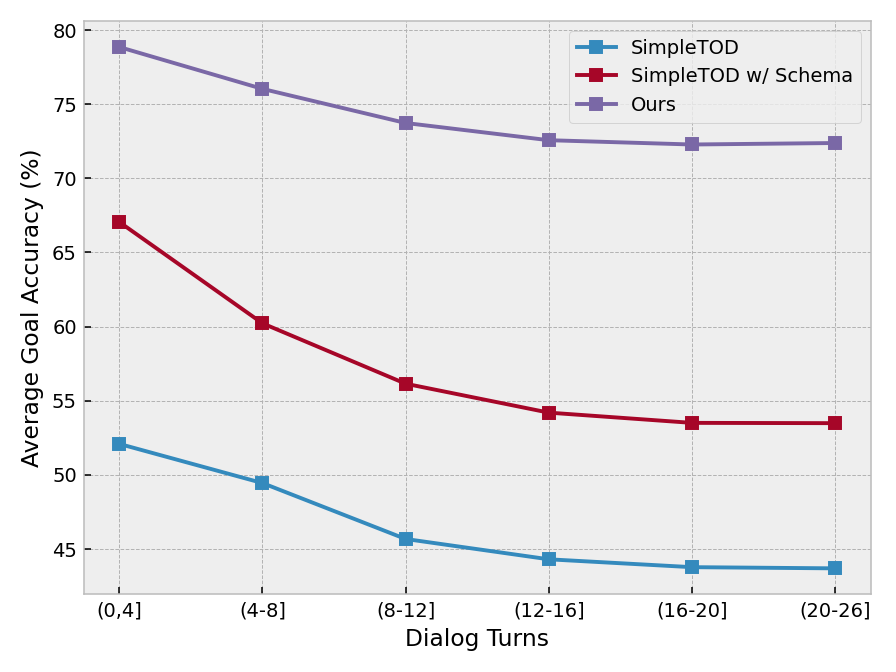 80
75
70
65
60
55
50
45
Average Goal Accuracy (%)
SimpleTOD
SimpleTOD w/ Schema
Ours
(0,4]
(4-8]
(8-12]
(12-16]
(16-20]
(20-26]
Dialog Turns